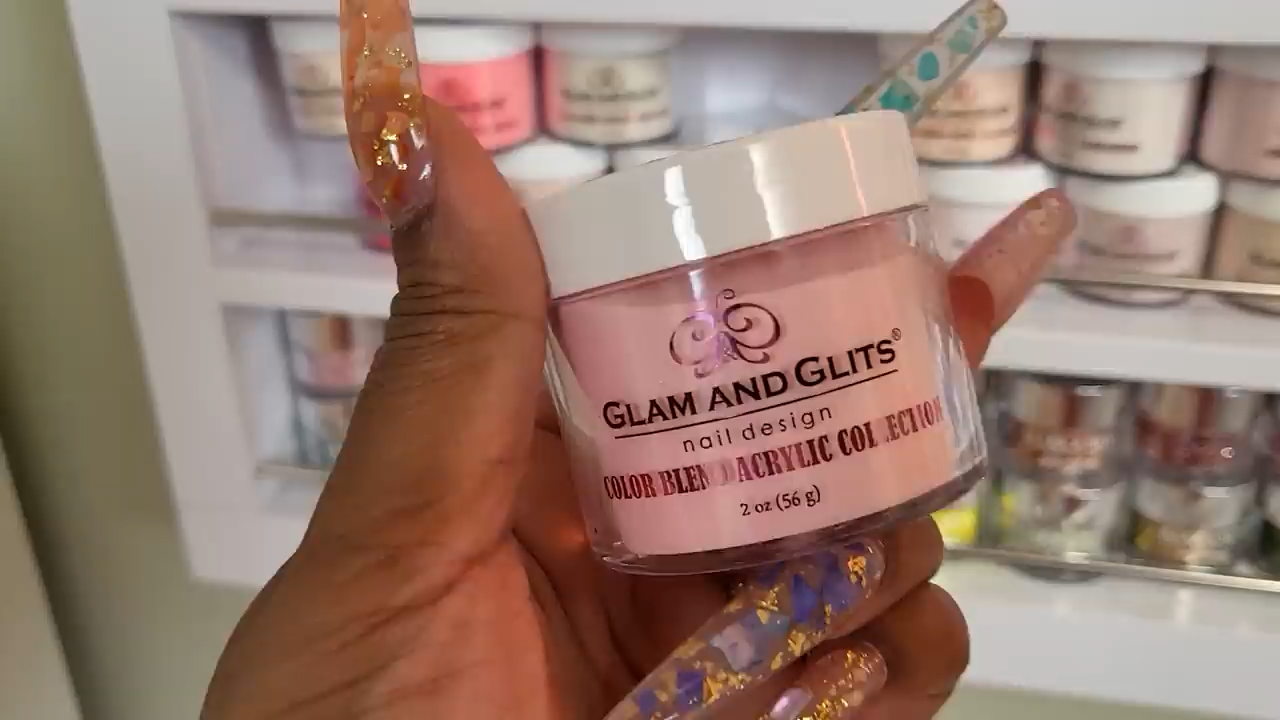 GLAM AND GLITS®
nail design
COLOR BLEND ACRYLIC COLLECTION
2 oz (56 g)